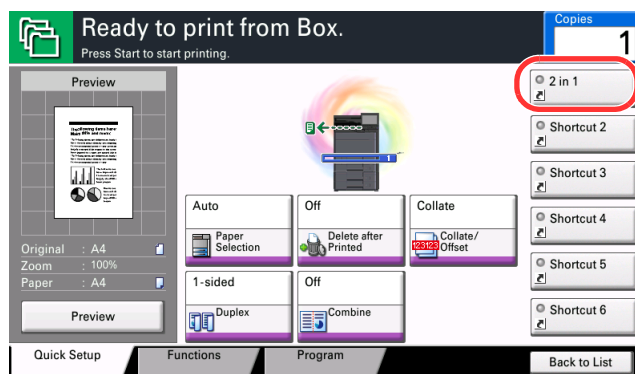 Ready to print from Box.
Press Start to start printing.
Copies
1
Preview
Original : A4
Zoom : 100%
Paper : A4
Preview
1
Auto
Paper
Selection
Off
Delete after
Printed
Collate
123123
Collate/
Offset
1-sided
Duplex
Off
Combine
2 in 1
Shortcut 2
Shortcut 3
Shortcut 4
Shortcut 5
Shortcut 6
Quick Setup
Functions
Program
Back to List